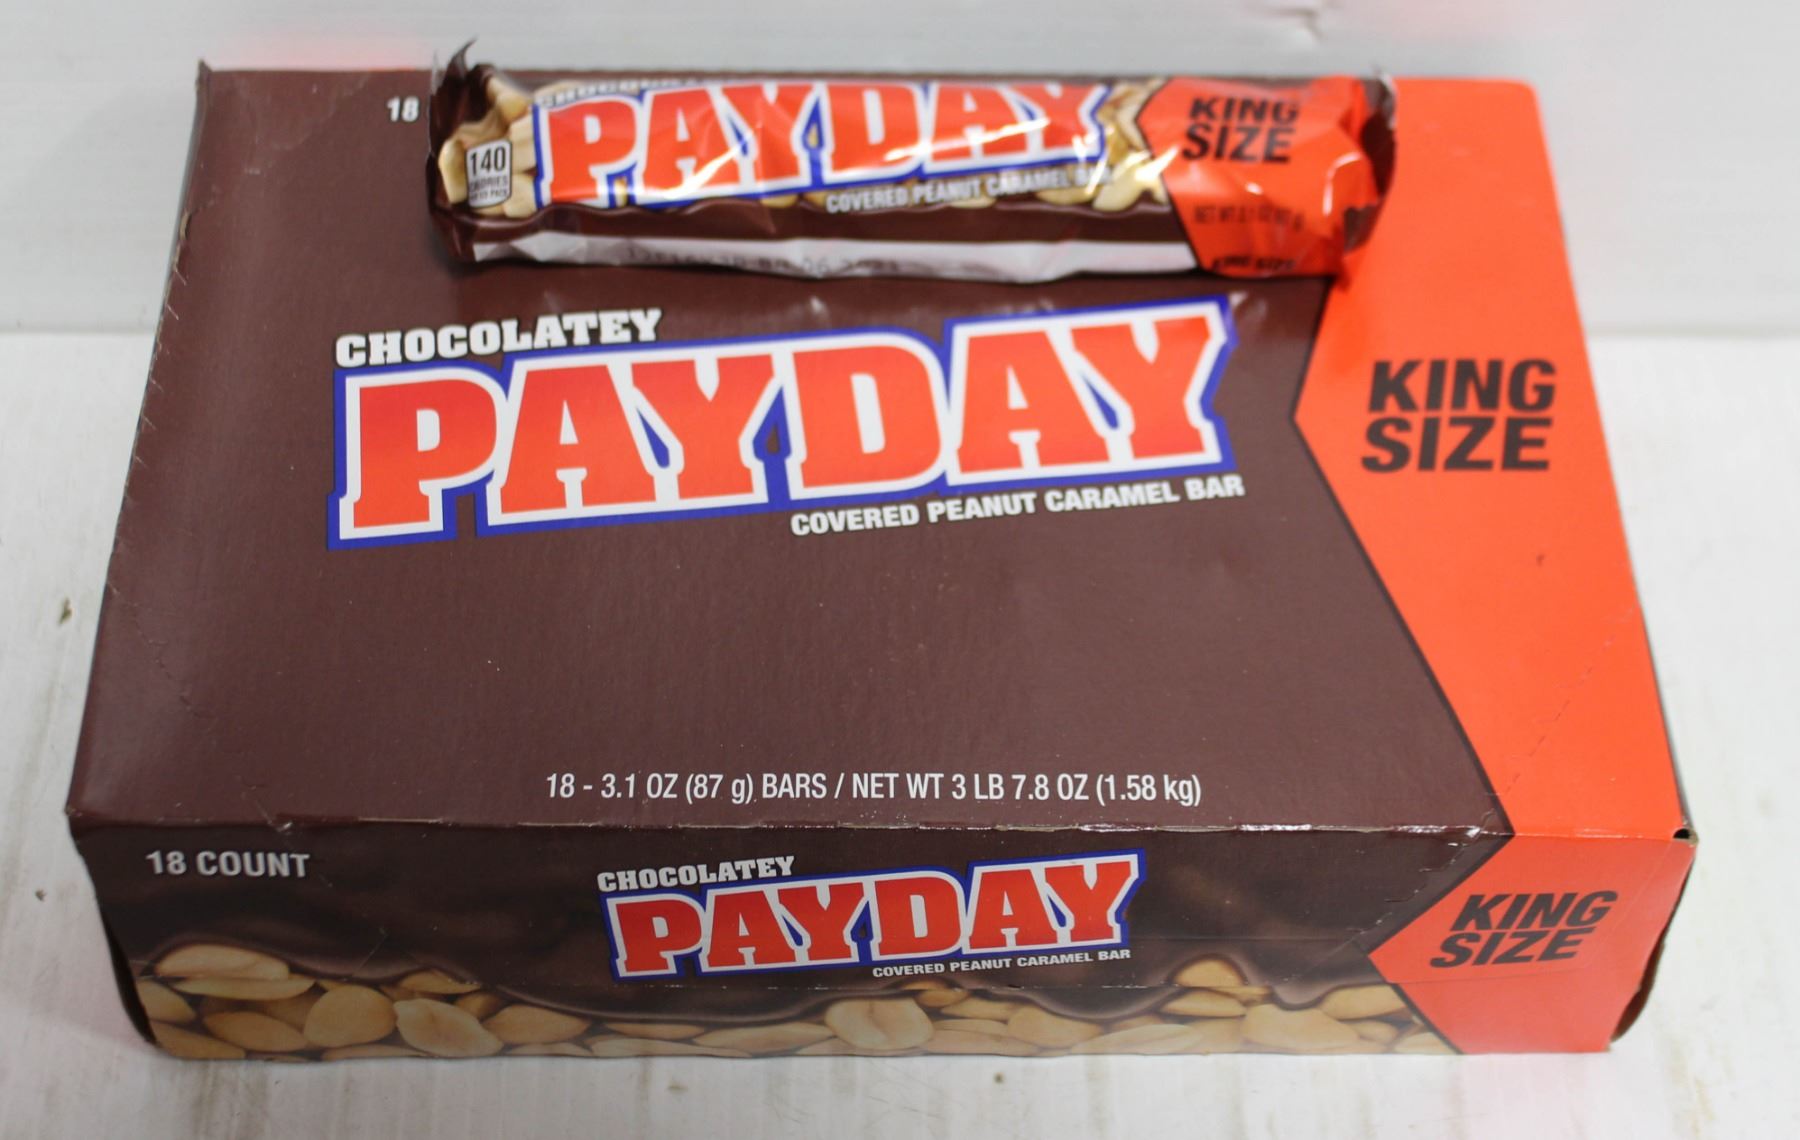 18
140
CALORIES
PAYDAY
COVERED PEANUT CARAMEL BAR
KING
SIZE
CHOCOLATEY
PAYDAY
COVERED PEANUT CARAMEL BAR
KING
SIZE
18 - 3.1 OZ (87 g) BARS / NET WT 3 LB 7.8 OZ (1.58 kg)
18 COUNT
CHOCOLATEY
PAYDAY
COVERED PEANUT CARAMEL BAR
KING
SIZE